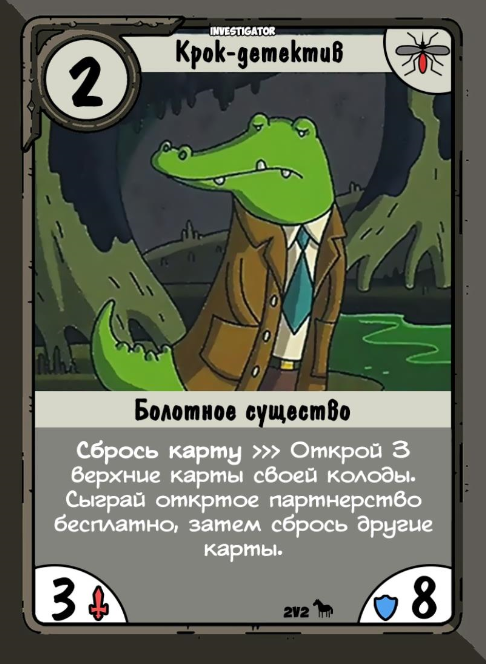 INVESTIGATOR
2
Крок-детектив
Болотное существо
Сбрось карту >>> Открой 3
верхние карты своей колоды.
Сыграй откртое партнерство
бесплатно, затем сбрось другие
карты.
3
2V2
8